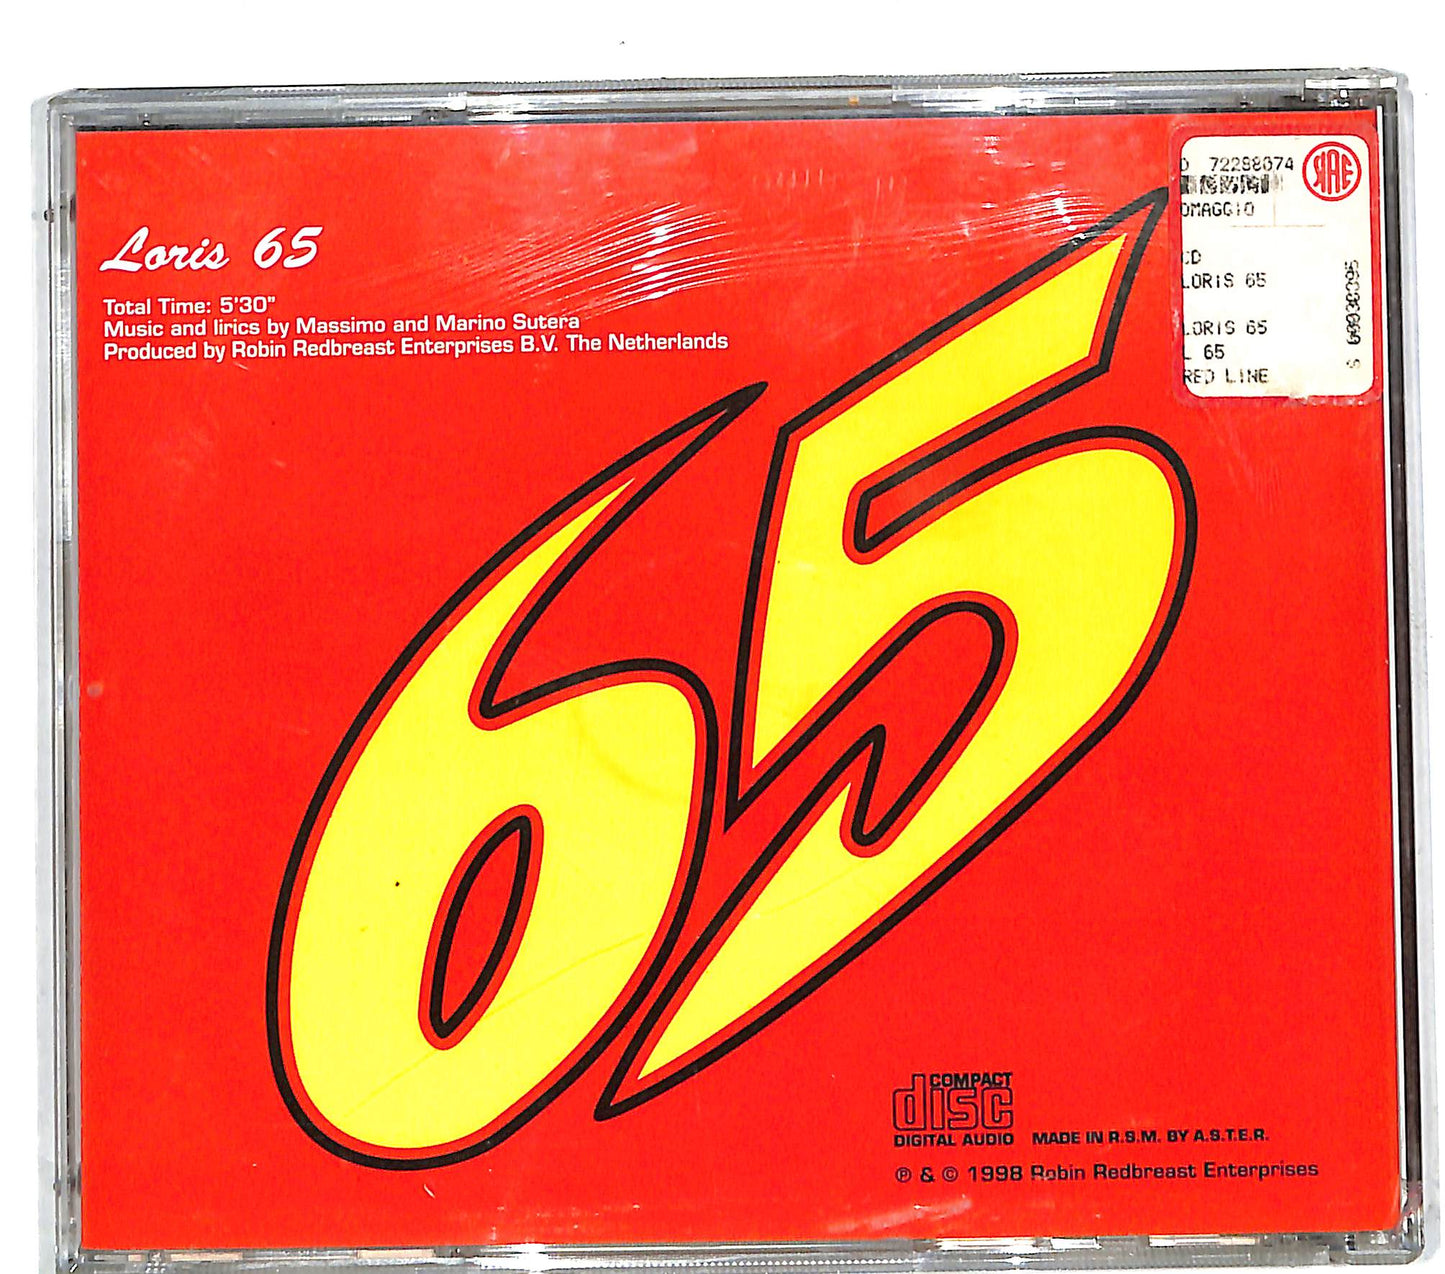 Loris 65
Total Time: 5'30”
Music and lirics by Massimo and Marino Sutera
Produced by Robin Redbreast Enterprises B.V. The Netherlands
D 72298074
OMAGGIO
CD
LORIS 65
LORIS 65
L 65
RED LINE
SIAE
65
COMPACT
disc
DIGITAL AUDIO
MADE IN R.S.M. BY A.S.T.E.R.
℗ & © 1998 Robin Redbreast Enterprises